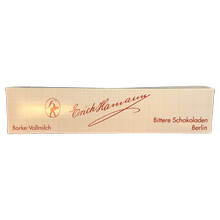 Erich Hamann
Bittere Schokoladen
Borke-Vollmilch
Berlin